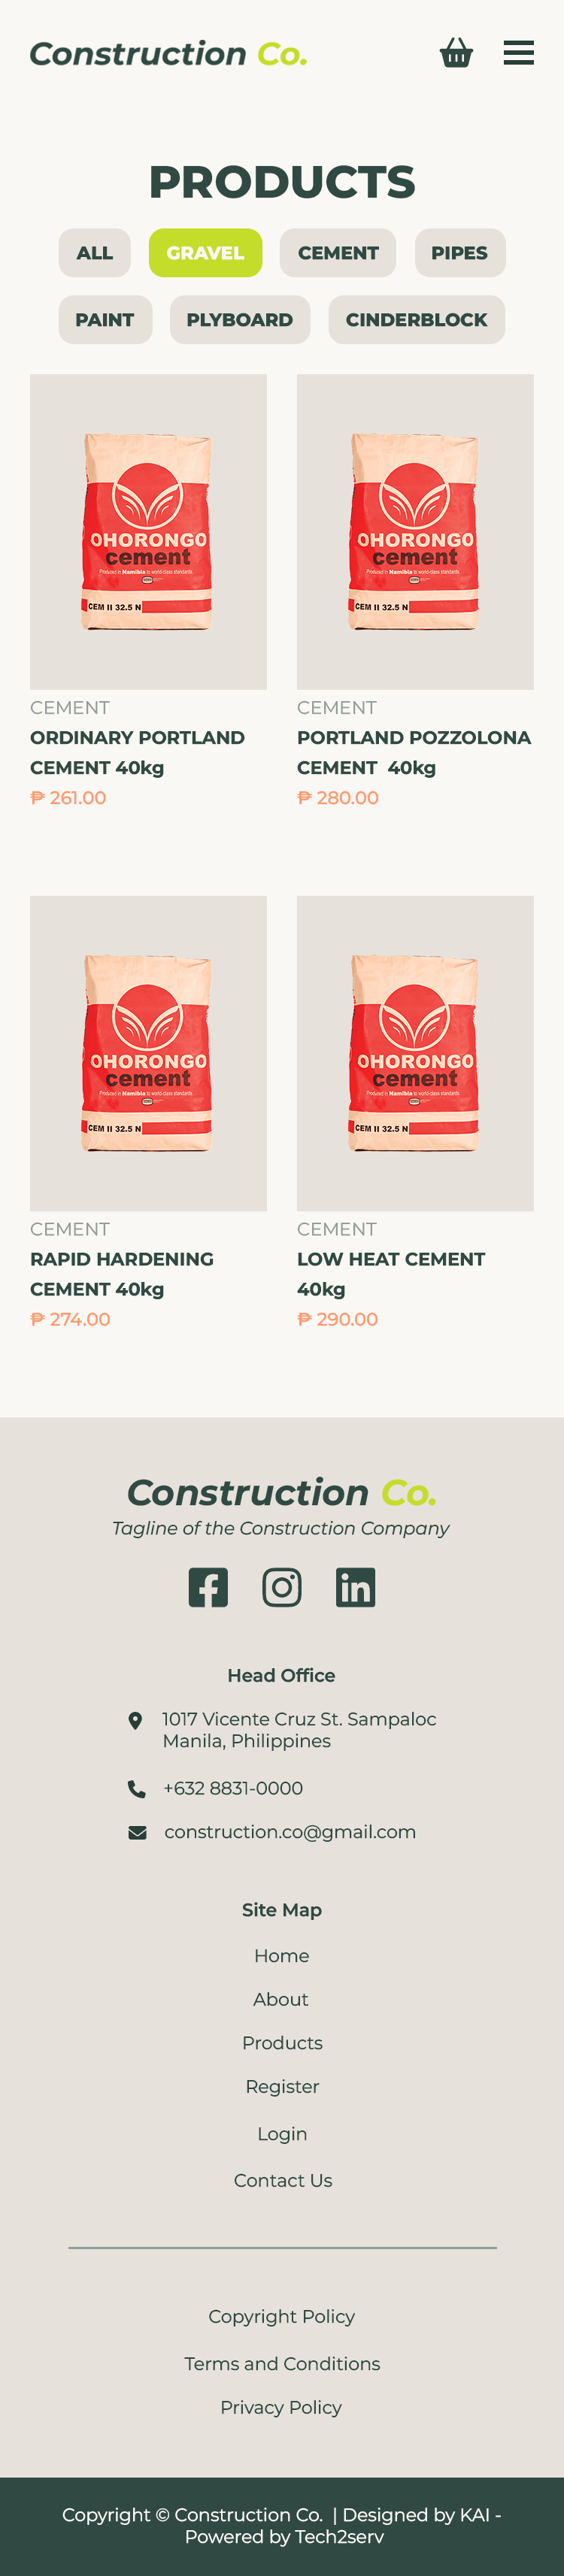 Construction Co.
PRODUCTS
ALL GRAVEL CEMENT PIPES
PAINT PLYBOARD CINDERBLOCK
OHORONGO
cement
Produced in Namibia to world-class standards
CEM II 32.5 N
OHORONGO
cement
Produced in Namibia to world-class standards
CEM II 32.5 N
CEMENT
ORDINARY PORTLAND
CEMENT 40kg
₱ 261.00
CEMENT
PORTLAND POZZOLONA
CEMENT  40kg
₱ 280.00
OHORONGO
cement
Produced in Namibia to world-class standards
CEM II 32.5 N
OHORONGO
cement
Produced in Namibia to world-class standards
CEM II 32.5 N
CEMENT
RAPID HARDENING
CEMENT 40kg
₱ 274.00
CEMENT
LOW HEAT CEMENT
40kg
₱ 290.00
Construction Co.
Tagline of the Construction Company
Head Office
1017 Vicente Cruz St. Sampaloc
Manila, Philippines
+632 8831-0000
construction.co@gmail.com
Site Map
Home
About
Products
Register
Login
Contact Us
Copyright Policy
Terms and Conditions
Privacy Policy
Copyright © Construction Co.  | Designed by KAI -
Powered by Tech2serv